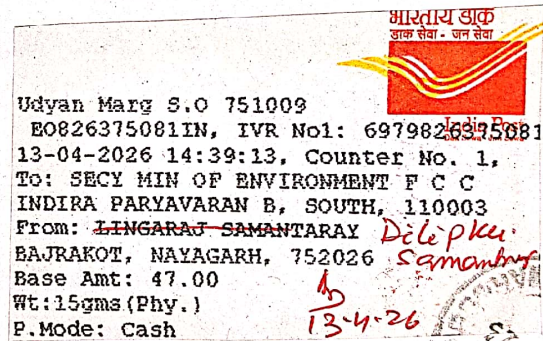 भारतीय डाक
डाक सेवा - जन सेवा
India Post
Udyan Marg S.O 751009
EO826375081IN, IVR No1: 6979826375081
13-04-2026 14:39:13, Counter No. 1,
To: SECY MIN OF ENVIRONMENT F C C
INDIRA PARYAVARAN B, SOUTH, 110003
From: LINGARAJ SAMANTARAY Dilip ku.
BAJRAKOT, NAYAGARH, 752026 Samantray
Base Amt: 47.00
Wt:15gms(Phy.)
P.Mode: Cash 13-4-26